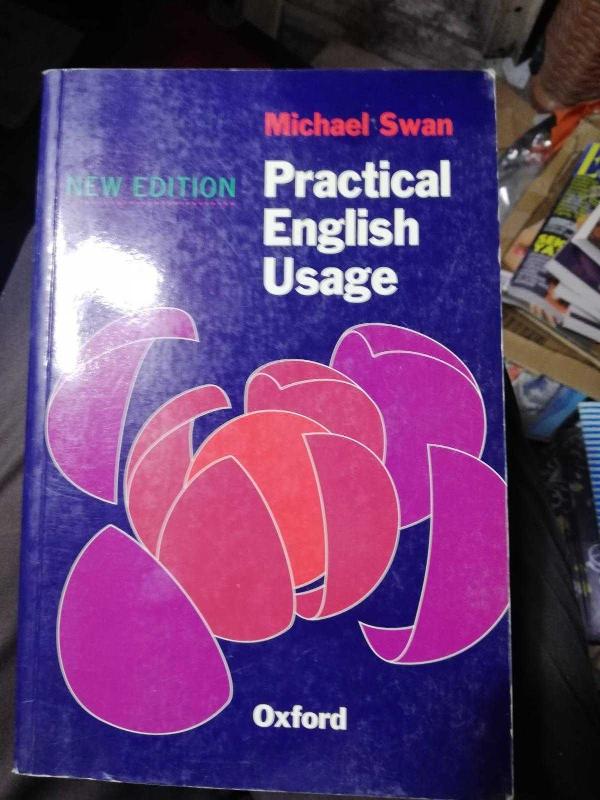 Michael Swan
NEW EDITION
Practical
English
Usage
Oxford